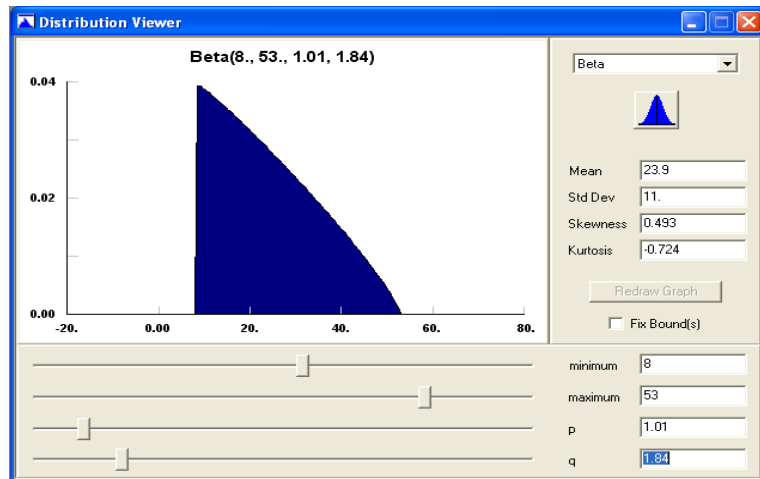 Distribution Viewer
Beta(8., 53., 1.01, 1.84)
0.04
0.02
0.00
-20. 0.00 20. 40. 60. 80.
Beta
Mean 23.9
Std Dev 11.
Skewness 0.493
Kurtosis -0.724
Redraw Graph
Fix Bound(s)
minimum 8
maximum 53
p 1.01
q 1.84